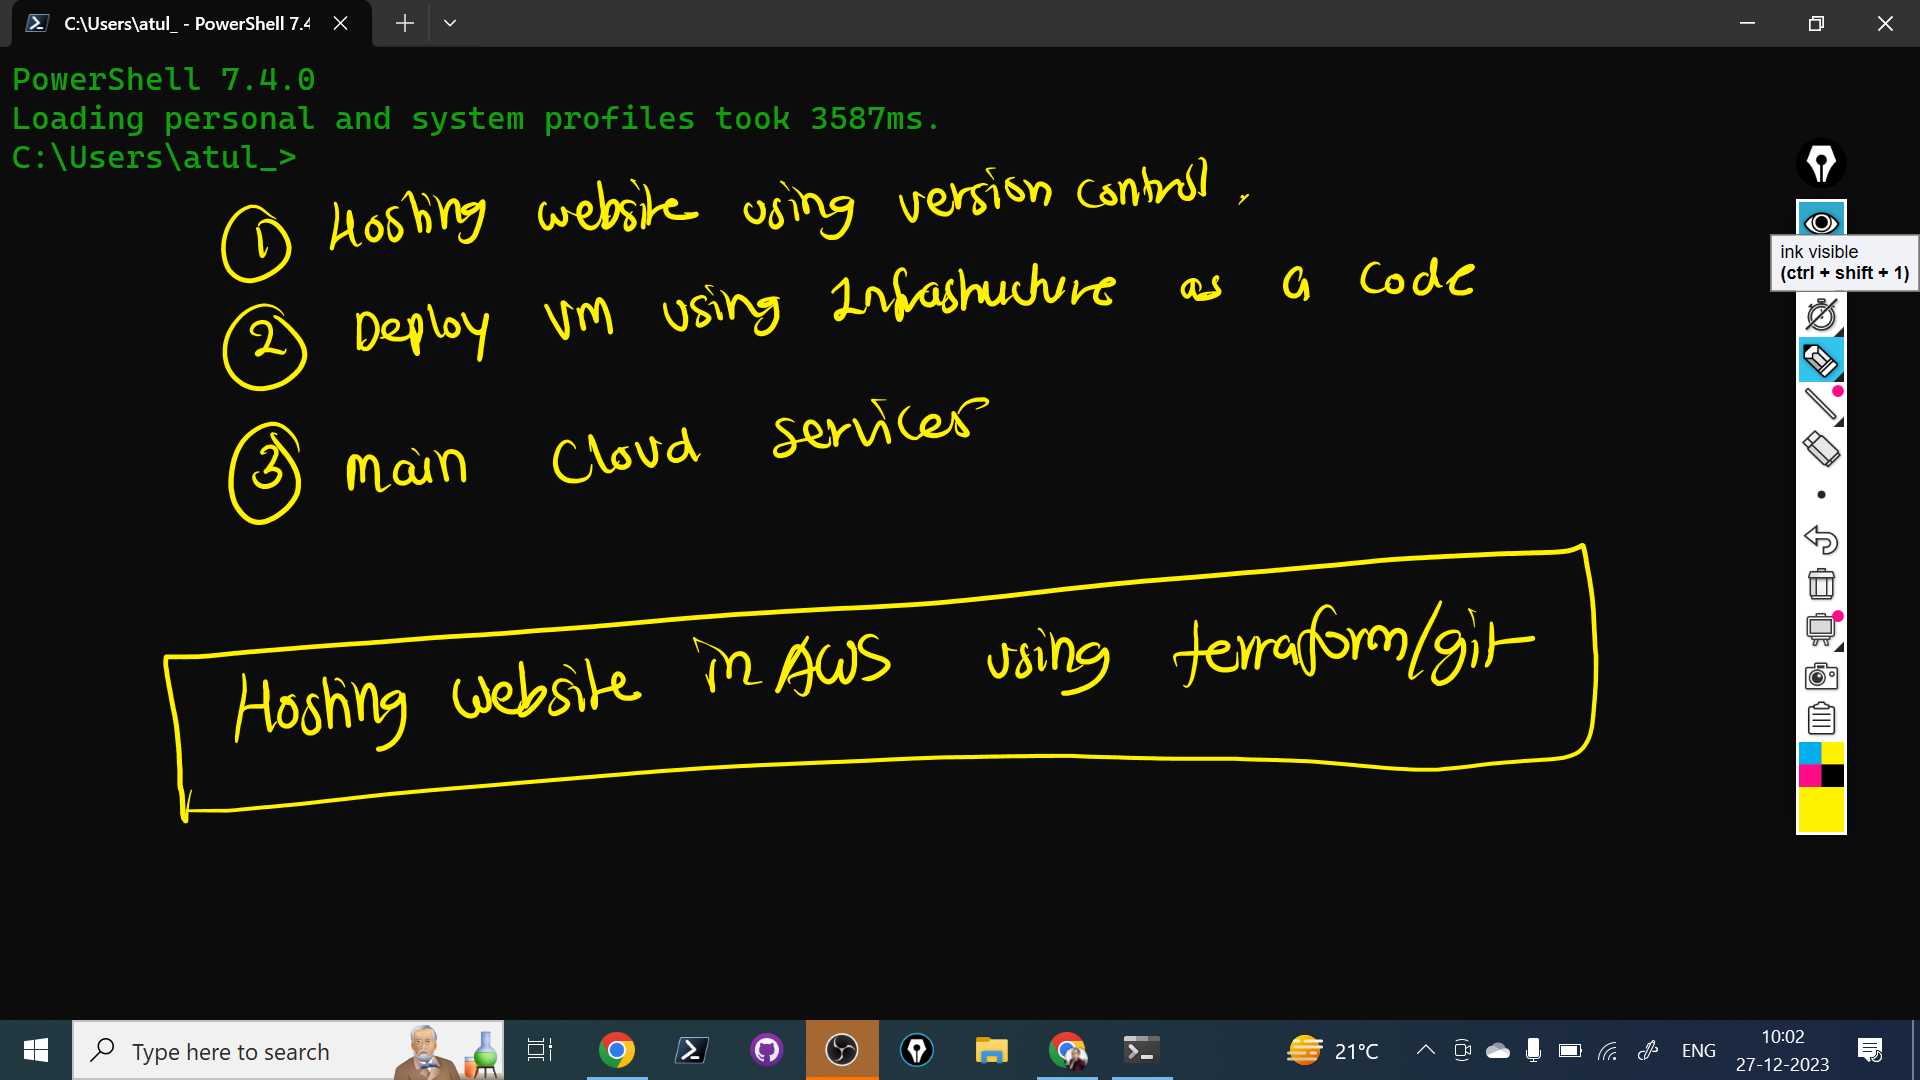 C:\Users\atul_ - PowerShell 7.4
PowerShell 7.4.0
Loading personal and system profiles took 3587ms.
C:\Users\atul_>
1 Hosting website using version control.
2 Deploy VM using Infrastructure as a code
3 Main Cloud services
Hosting website in AWS using terraform/git
ink visible
(ctrl + shift + 1)
Type here to search
21°C
ENG
10:02
27-12-2023